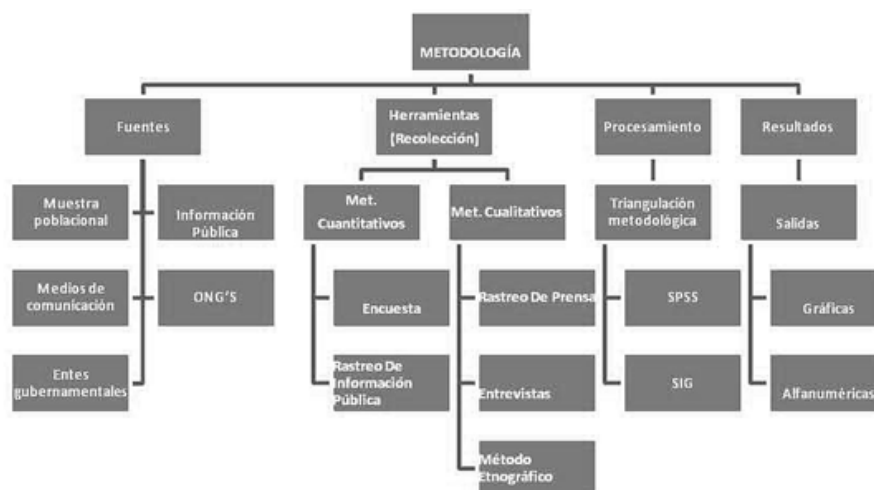 METODOLOGÍA
Fuentes
Herramientas
(Recolección)
Procesamiento
Resultados
Muestra
poblacional
Información
Pública
Met.
Cuantitativos
Met. Cualitativos
Triangulación
metodológica
Salidas
Medios de
comunicación
ONG'S
Encuesta
Rastreo De Prensa
SPSS
Gráficas
Entes
gubernamentales
Rastreo De
Información
Pública
Entrevistas
SIG
Alfanuméricas
Método
Etnográfico